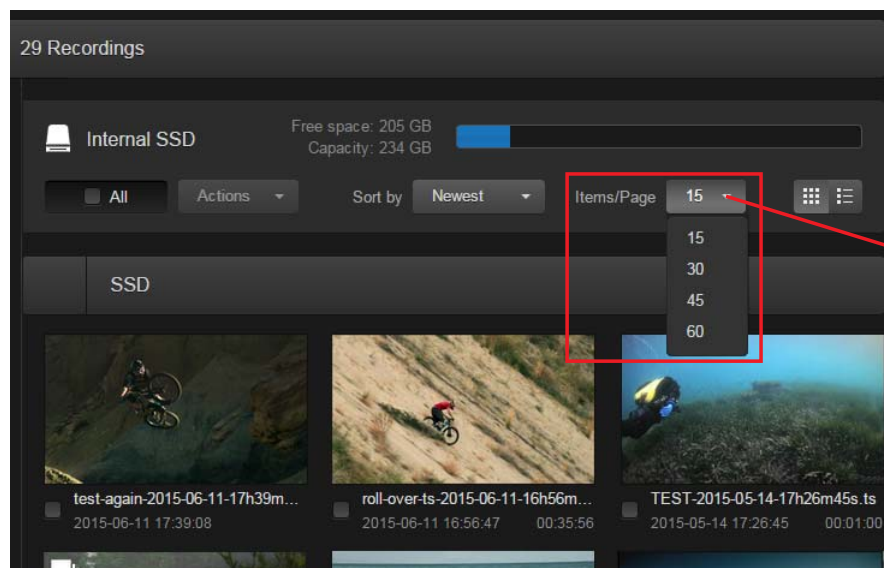 29 Recordings
Internal SSD
Free space: 205 GB
Capacity: 234 GB
All
Actions
Sort by
Newest
Items/Page
15
15
30
45
60
SSD
test-again-2015-06-11-17h39m...
2015-06-11 17:39:08
roll-over-ts-2015-06-11-16h56m...
2015-06-11 16:56:47 00:35:56
TEST-2015-05-14-17h26m45s.ts
2015-05-14 17:26:45 00:01:00